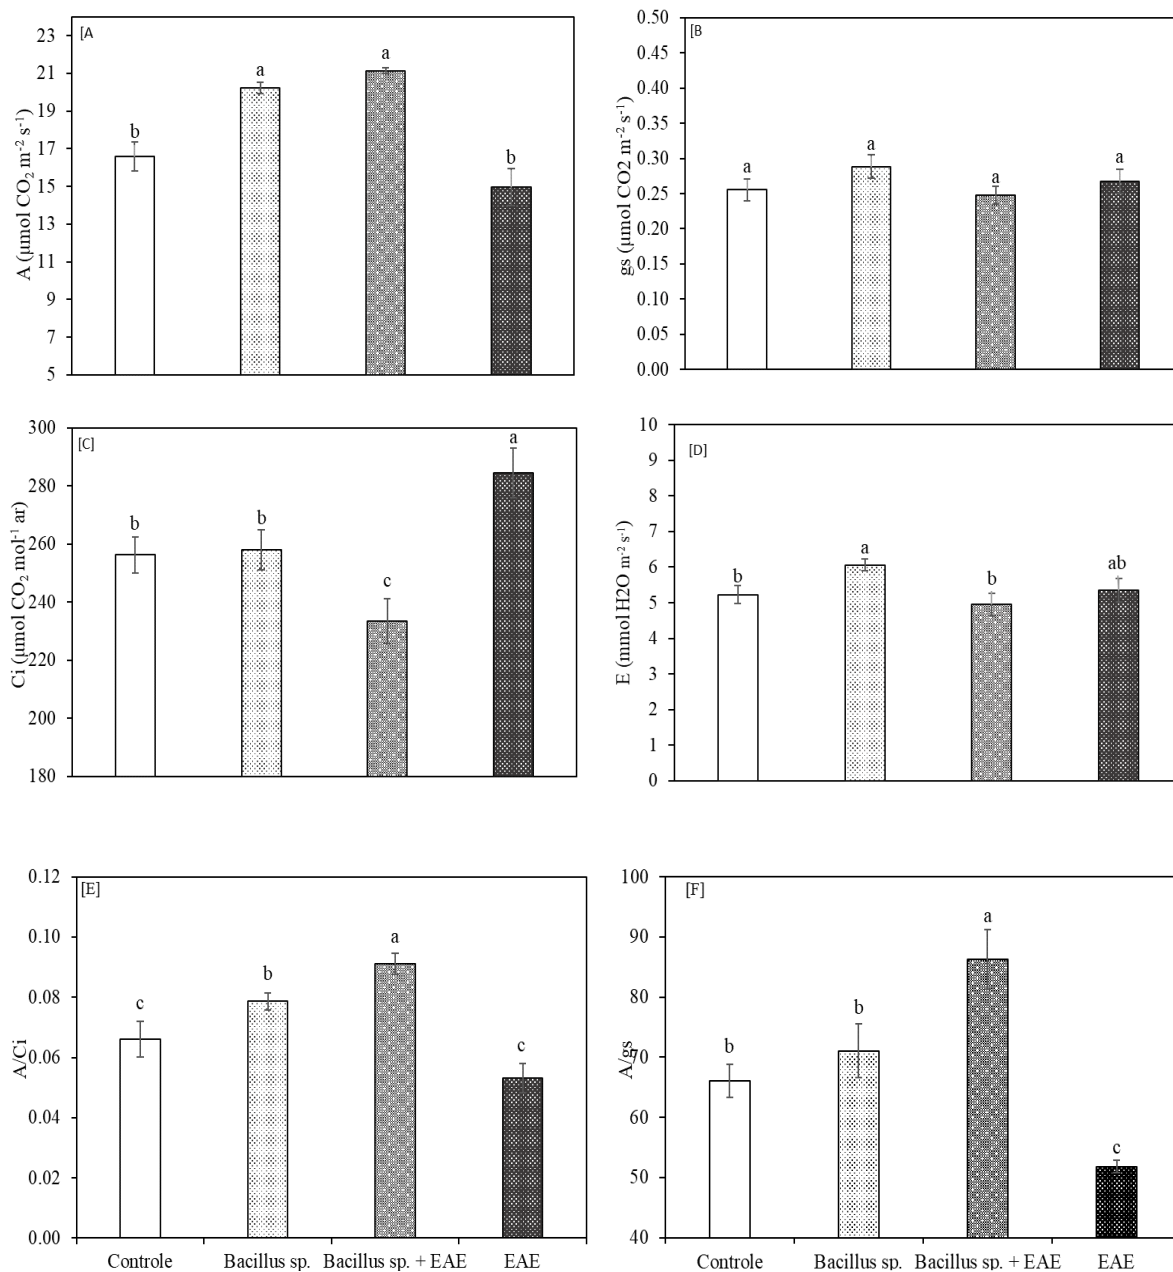 [A
A (μmol CO₂ m⁻² s⁻¹)
23
21
19
17
15
13
11
9
7
5
b
a
a
b
[B
gs (μmol CO2 m⁻² s⁻¹)
0.50
0.45
0.40
0.35
0.30
0.25
0.20
0.15
0.10
0.05
0.00
a
a
a
a
[C]
Ci (μmol CO₂ mol⁻¹ ar)
300
280
260
240
220
200
180
b
b
c
a
[D]
E (mmol H2O m⁻² s⁻¹)
10
9
8
7
6
5
4
3
2
1
0
b
a
b
ab
[E]
A/Ci
0.12
0.10
0.08
0.06
0.04
0.02
0.00
c
b
a
c
Controle Bacillus sp. Bacillus sp. + EAE EAE
[F]
A/gs
100
90
80
70
60
50
40
b
b
a
c
Controle Bacillus sp. Bacillus sp. + EAE EAE